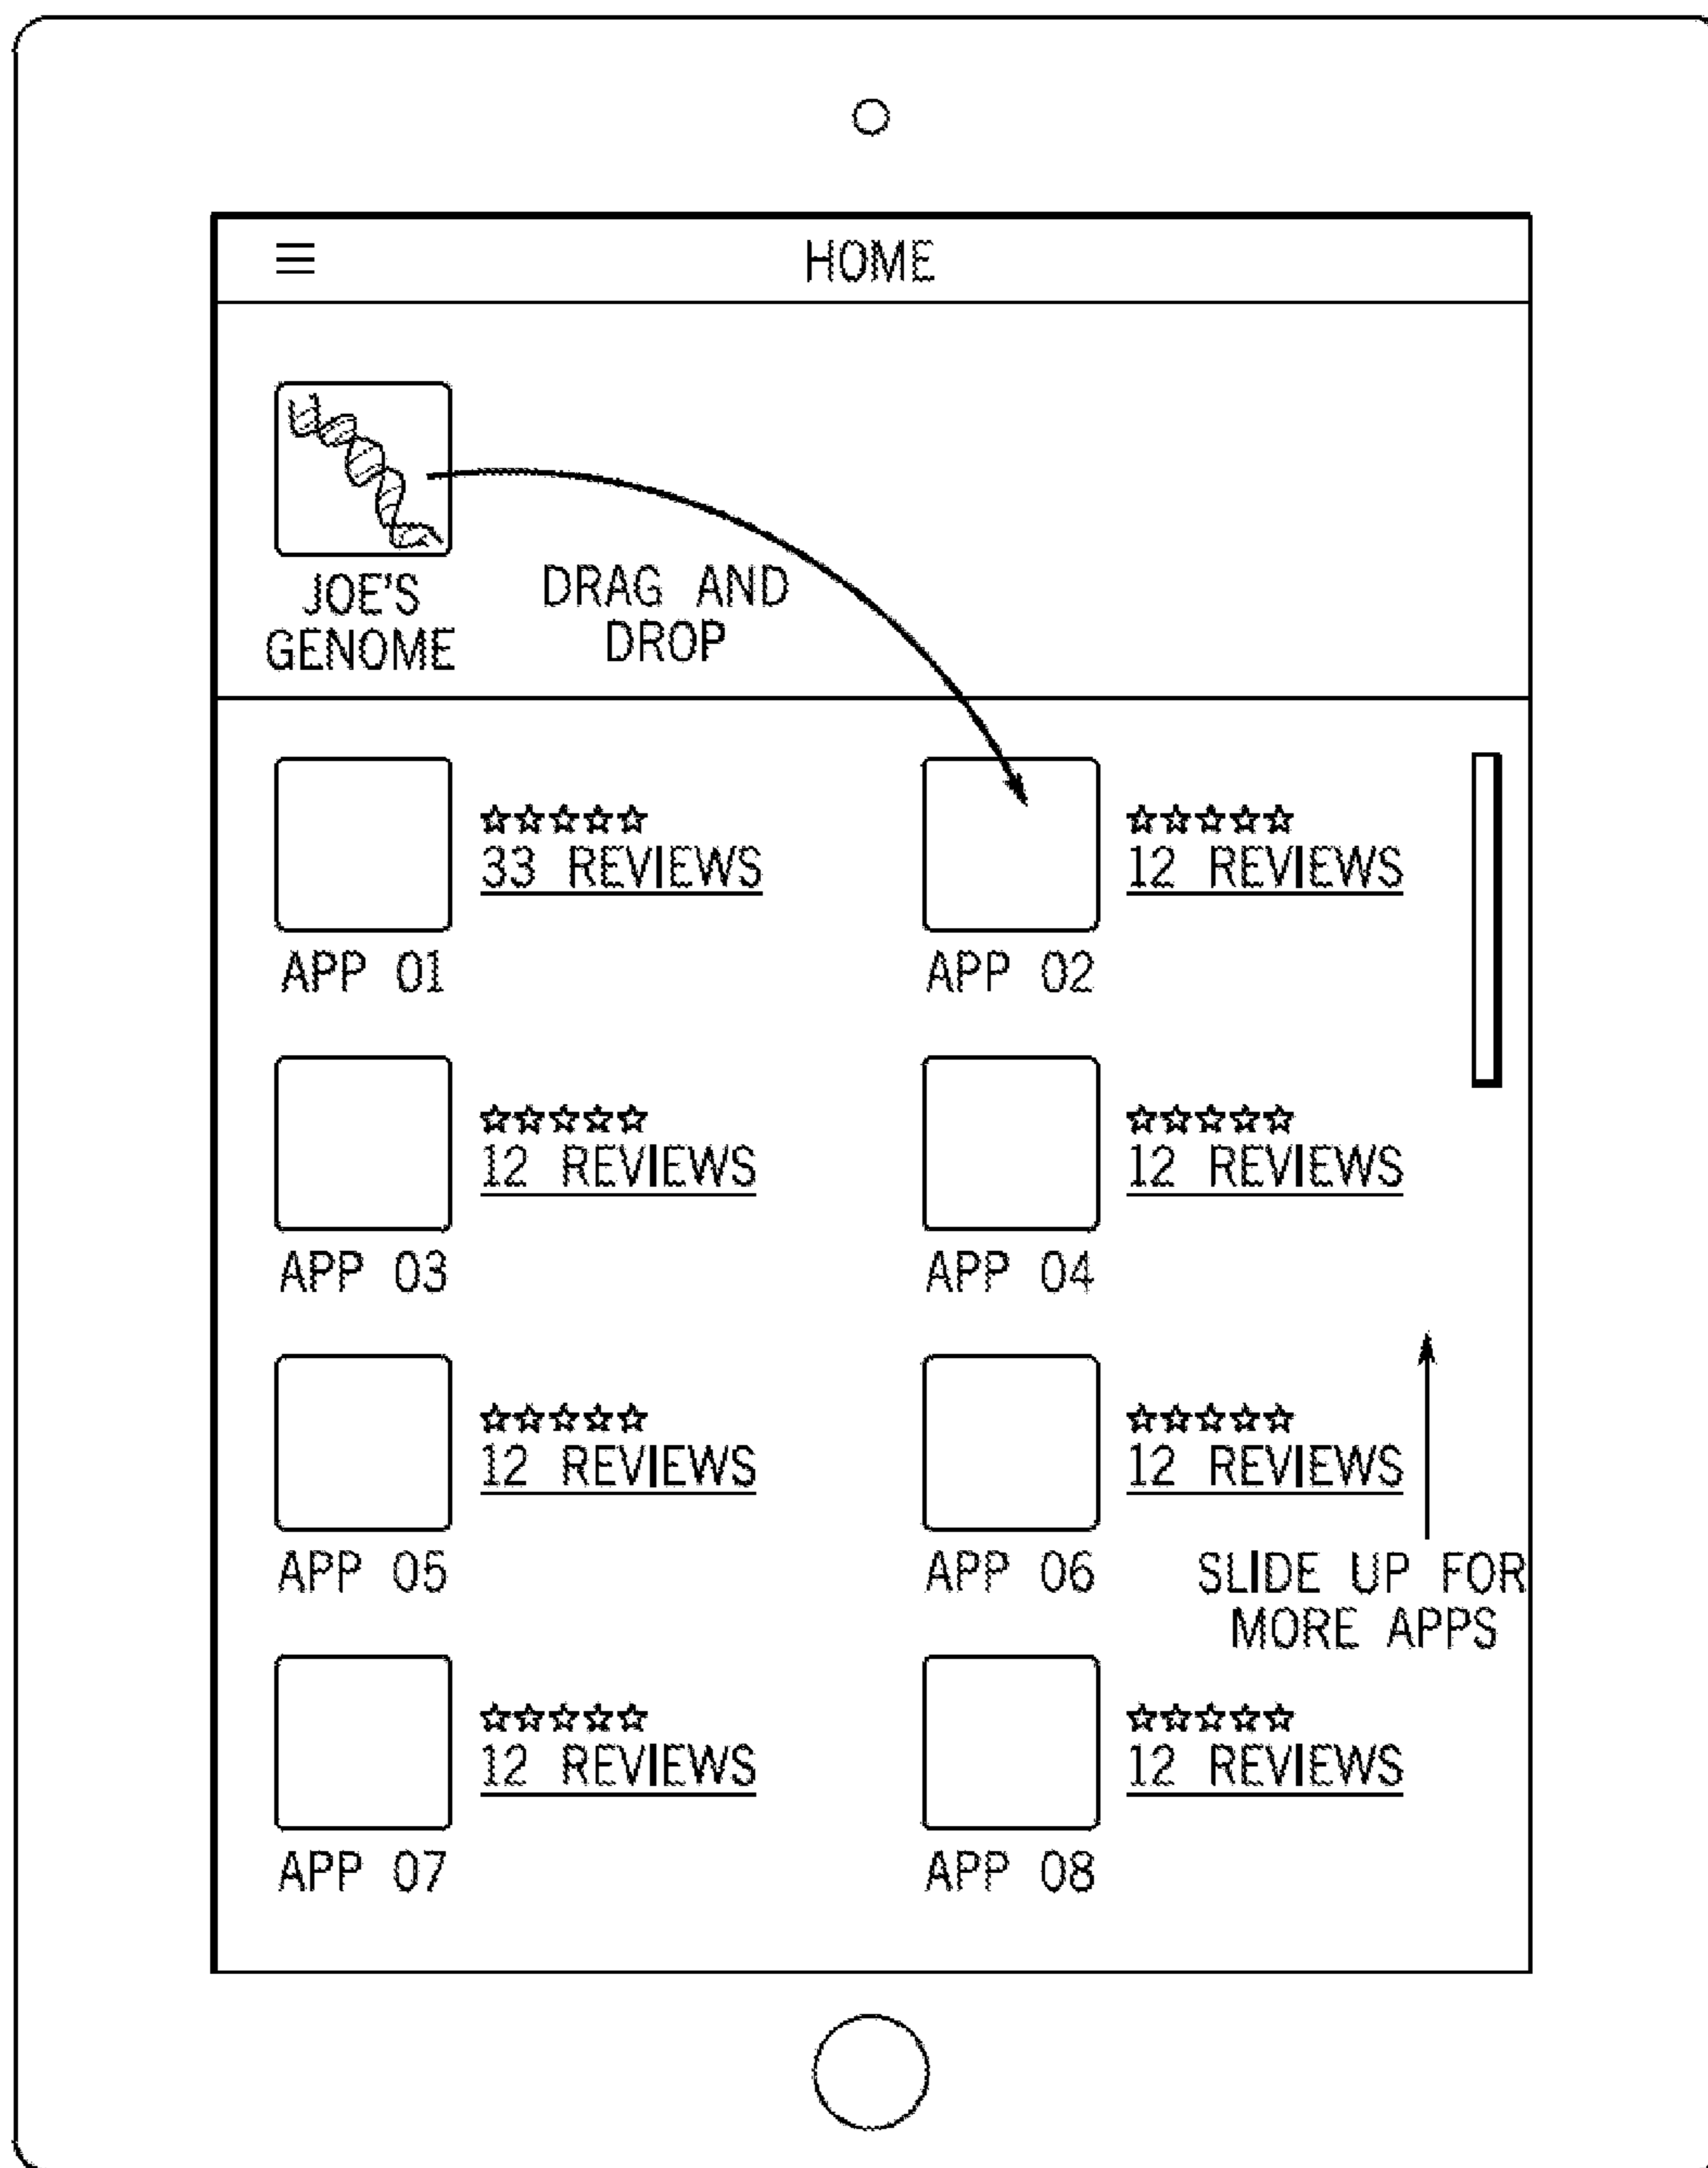 HOME
JOE'S
GENOME
DRAG AND
DROP
33 REVIEWS
APP 01
12 REVIEWS
APP 02
12 REVIEWS
APP 03
12 REVIEWS
APP 04
12 REVIEWS
APP 05
12 REVIEWS
APP 06
SLIDE UP FOR
MORE APPS
12 REVIEWS
APP 07
12 REVIEWS
APP 08